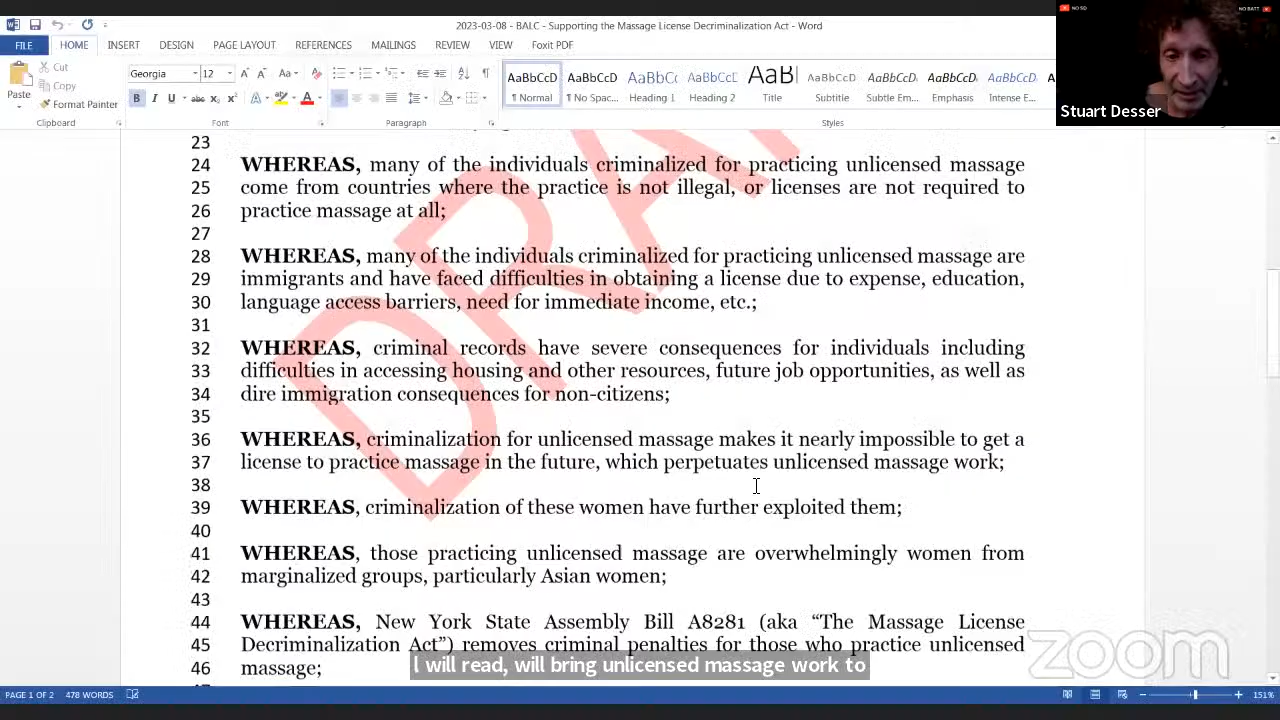 2023-03-08 - BALC - Supporting the Massage License Decriminalization Act - Word
NO SD
NO BATT
FILE HOME INSERT DESIGN PAGE LAYOUT REFERENCES MAILINGS REVIEW VIEW Foxit PDF
Paste
Cut
Copy
Format Painter
Georgia 12
AaBbCcD AaBbCcD AaBbCc AaBbCcC AaB AaBbCcD AaBbCcD AaBbCcD AaBbCcD
¶ Normal ¶ No Spac... Heading 1 Heading 2 Title Subtitle Subtle Em... Emphasis Intense E...
Clipboard Font Paragraph Styles
Stuart Desser
DRA
23
24 WHEREAS, many of the individuals criminalized for practicing unlicensed massage
25 come from countries where the practice is not illegal, or licenses are not required to
26 practice massage at all;
27
28 WHEREAS, many of the individuals criminalized for practicing unlicensed massage are
29 immigrants and have faced difficulties in obtaining a license due to expense, education,
30 language access barriers, need for immediate income, etc.;
31
32 WHEREAS, criminal records have severe consequences for individuals including
33 difficulties in accessing housing and other resources, future job opportunities, as well as
34 dire immigration consequences for non-citizens;
35
36 WHEREAS, criminalization for unlicensed massage makes it nearly impossible to get a
37 license to practice massage in the future, which perpetuates unlicensed massage work;
38
39 WHEREAS, criminalization of these women have further exploited them;
40
41 WHEREAS, those practicing unlicensed massage are overwhelmingly women from
42 marginalized groups, particularly Asian women;
43
44 WHEREAS, New York State Assembly Bill A8281 (aka “The Massage License
45 Decriminalization Act”) removes criminal penalties for those who practice unlicensed
46 massage;
I will read, will bring unlicensed massage work to
zoom
PAGE 1 OF 2 478 WORDS 151%